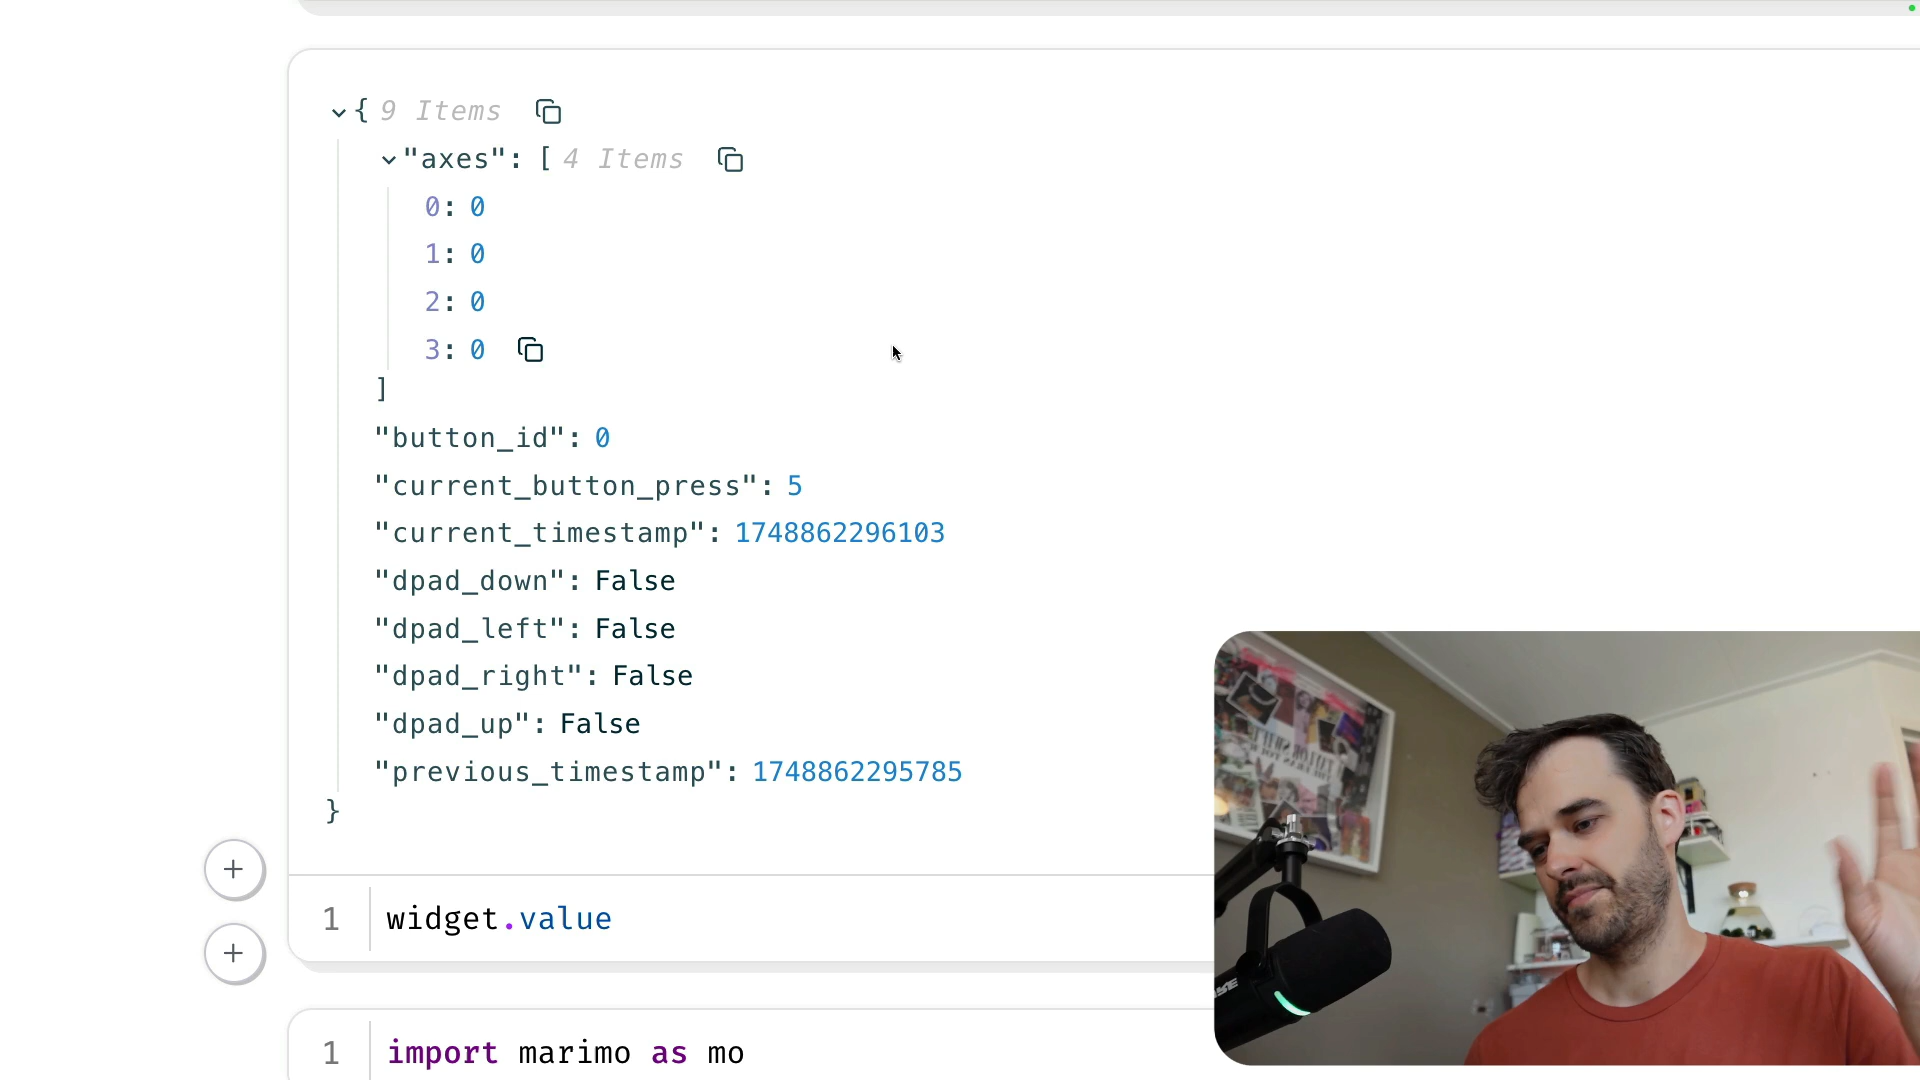 { 9 Items
"axes": [ 4 Items
0: 0
1: 0
2: 0
3: 0
]
"button_id": 0
"current_button_press": 5
"current_timestamp": 1748862296103
"dpad_down": False
"dpad_left": False
"dpad_right": False
"dpad_up": False
"previous_timestamp": 1748862295785
}
1 widget.value
1 import marimo as mo